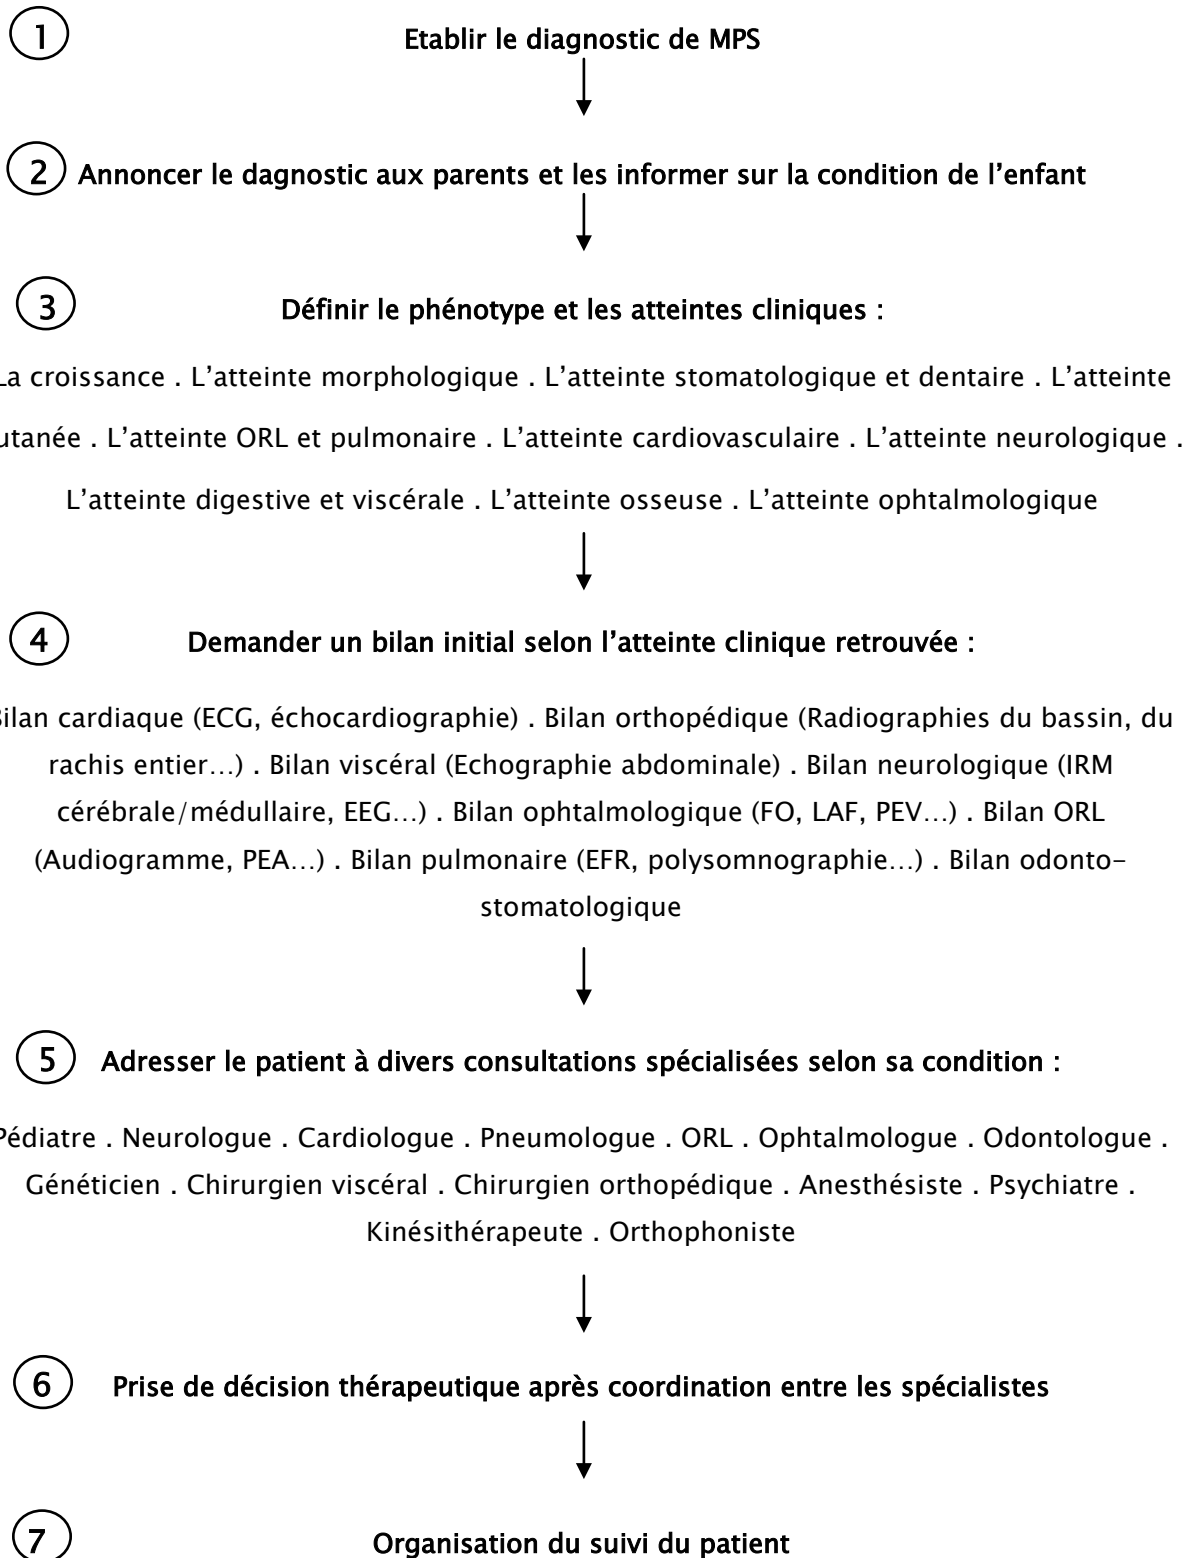 1 Etablir le diagnostic de MPS
2 Annoncer le dagnostic aux parents et les informer sur la condition de l’enfant
3 Définir le phénotype et les atteintes cliniques :
La croissance . L’atteinte morphologique . L’atteinte stomatologique et dentaire . L’atteinte
utanée . L’atteinte ORL et pulmonaire . L’atteinte cardiovasculaire . L’atteinte neurologique .
L’atteinte digestive et viscérale . L’atteinte osseuse . L’atteinte ophtalmologique
4 Demander un bilan initial selon l’atteinte clinique retrouvée :
Bilan cardiaque (ECG, échocardiographie) . Bilan orthopédique (Radiographies du bassin, du
rachis entier…) . Bilan viscéral (Echographie abdominale) . Bilan neurologique (IRM
cérébrale/médullaire, EEG…) . Bilan ophtalmologique (FO, LAF, PEV…) . Bilan ORL
(Audiogramme, PEA…) . Bilan pulmonaire (EFR, polysomnographie…) . Bilan odonto-
stomatologique
5 Adresser le patient à divers consultations spécialisées selon sa condition :
Pédiatre . Neurologue . Cardiologue . Pneumologue . ORL . Ophtalmologue . Odontologue .
Généticien . Chirurgien viscéral . Chirurgien orthopédique . Anesthésiste . Psychiatre .
Kinésithérapeute . Orthophoniste
6 Prise de décision thérapeutique après coordination entre les spécialistes
7 Organisation du suivi du patient